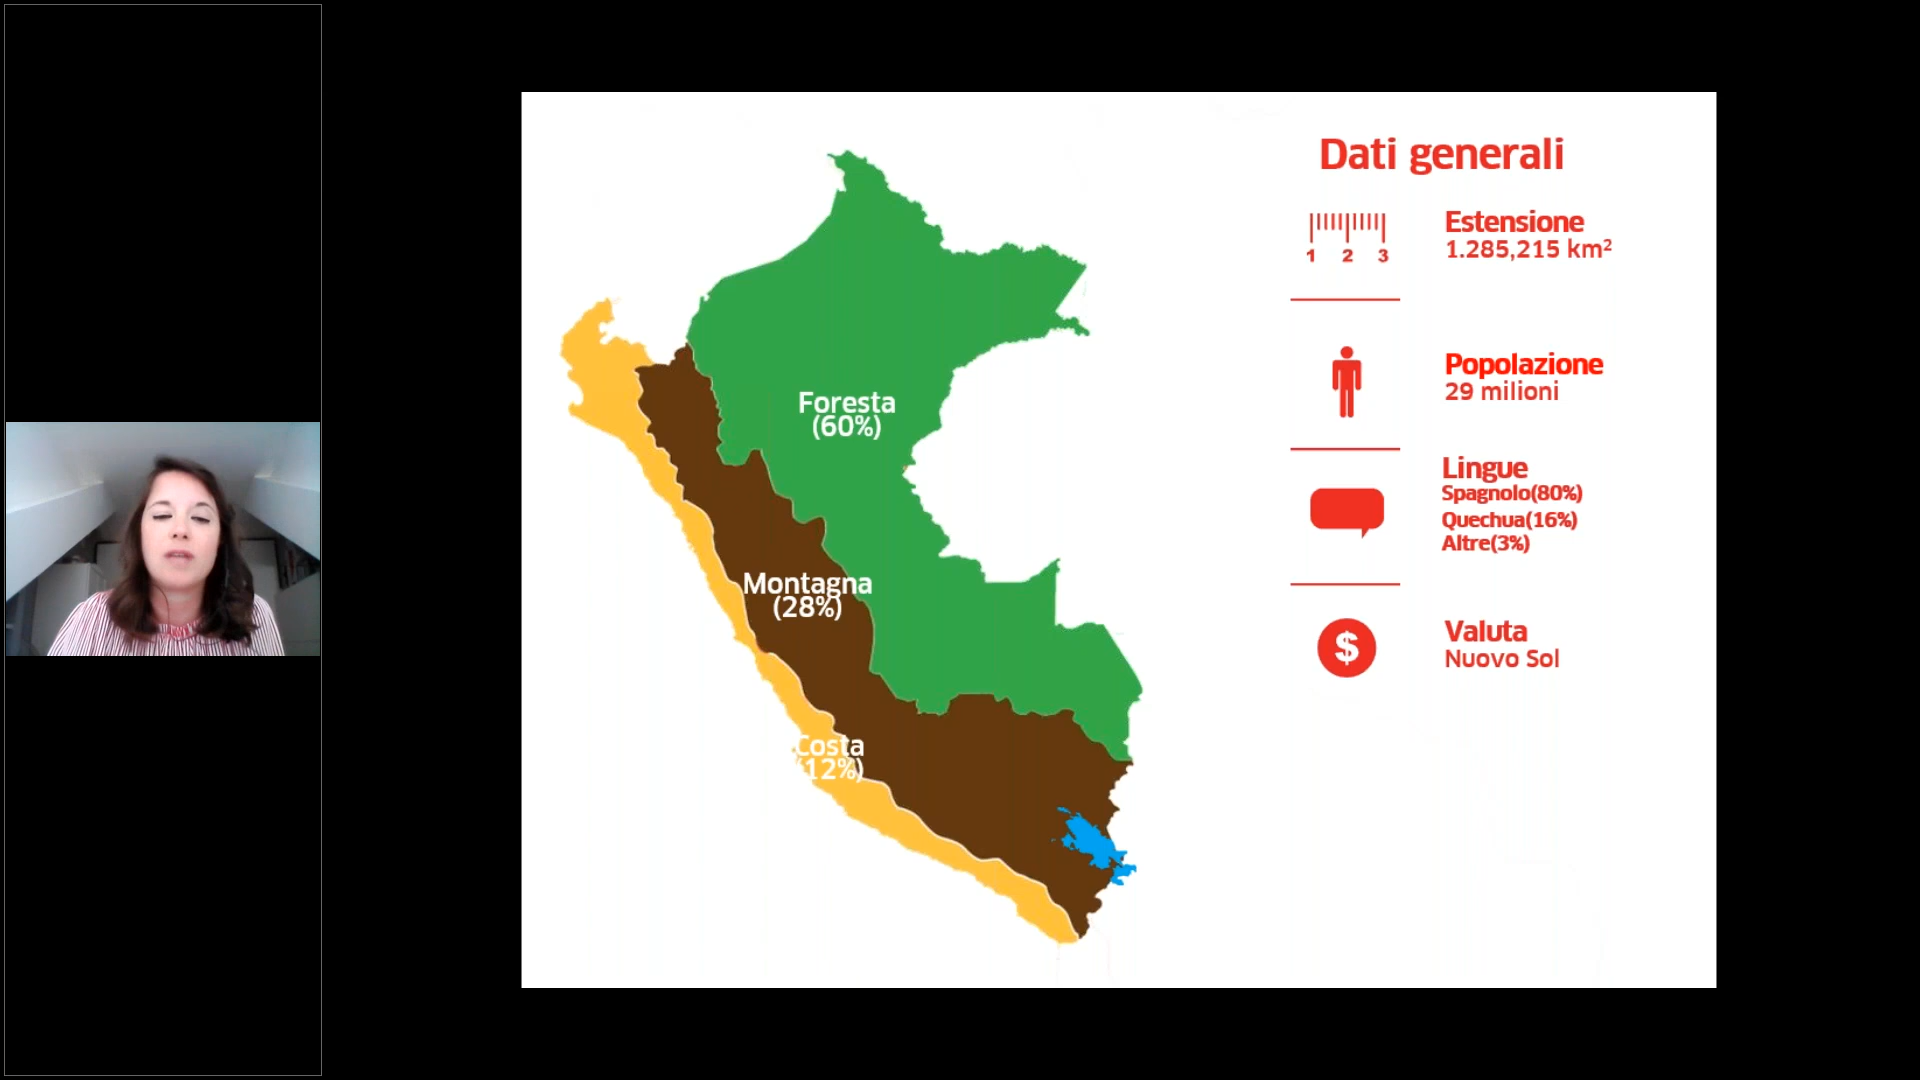 Dati generali
1 2 3
Estensione
1.285,215 km²
Popolazione
29 milioni
Lingue
Spagnolo(80%)
Quechua(16%)
Altre(3%)
$
Valuta
Nuovo Sol
Foresta
(60%)
Montagna
(28%)
Costa
(12%)